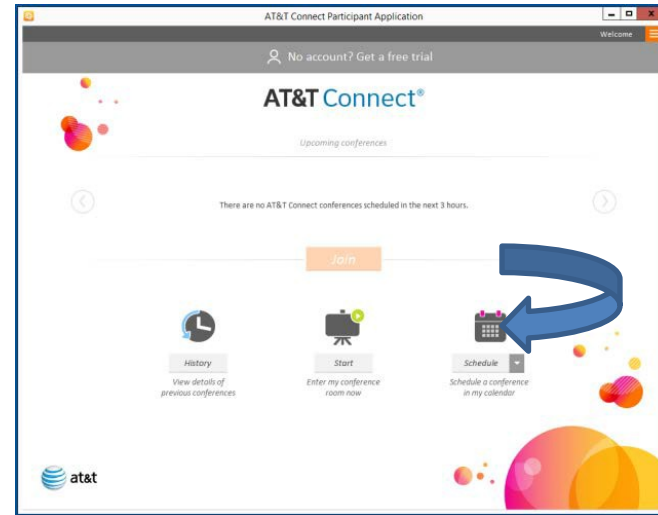 AT&T Connect Participant Application
Welcome
No account? Get a free trial
AT&T Connect®
Upcoming conferences
There are no AT&T Connect conferences scheduled in the next 3 hours.
Join
History
Start
Schedule
View details of
previous conferences
Enter my conference
room now
Schedule a conference
in my calendar
at&t